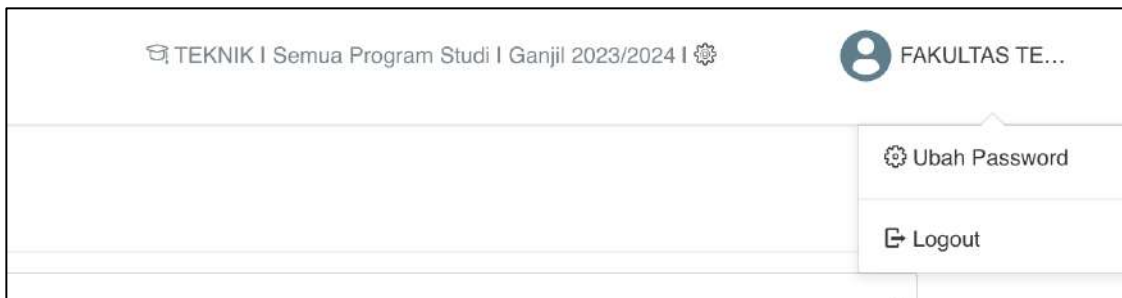 TEKNIK I Semua Program Studi I Ganjil 2023/2024 I
FAKULTAS TE...
Ubah Password
Logout